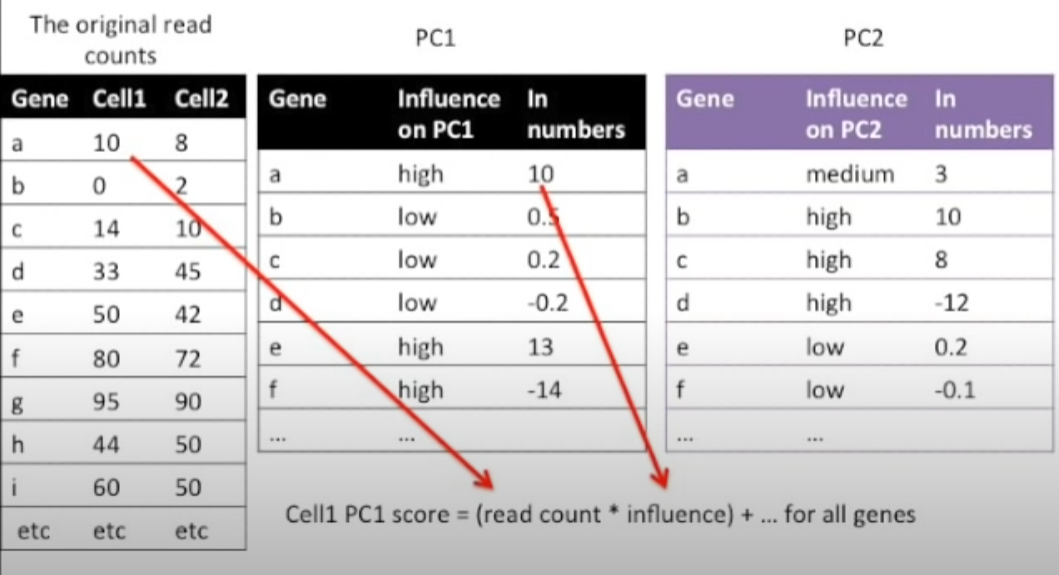 The original read
counts
PC1
PC2
Gene Cell1 Cell2
a 10 8
b 0 2
c 14 10
d 33 45
e 50 42
f 80 72
g 95 90
h 44 50
i 60 50
etc etc etc
Gene Influence on PC1 In numbers
a high 10
b low 0.5
c low 0.2
d low -0.2
e high 13
f high -14
... ...
Gene Influence on PC2 In numbers
a medium 3
b high 10
c high 8
d high -12
e low 0.2
f low -0.1
... ...
Cell1 PC1 score = (read count * influence) + ... for all genes